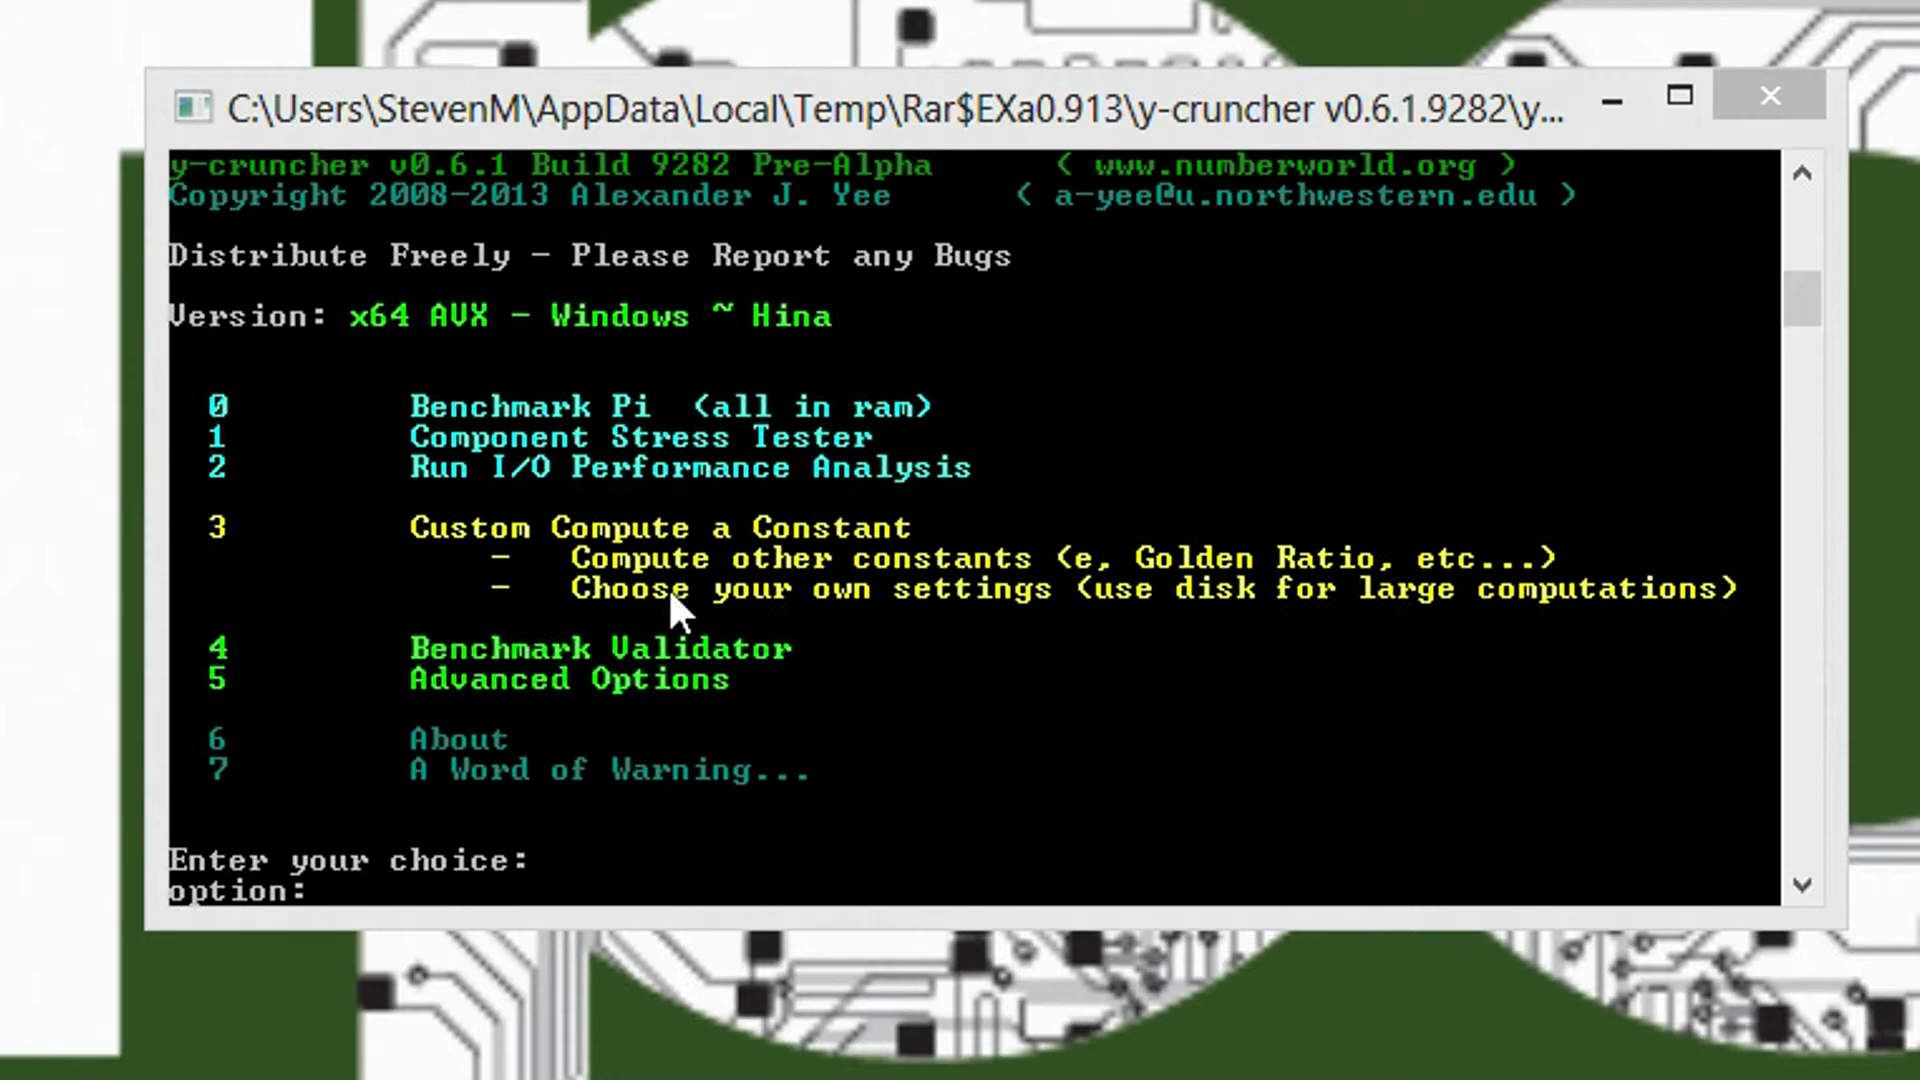 C:\Users\StevenM\AppData\Local\Temp\Rar$EXa0.913\y-cruncher v0.6.1.9282\y...
y-cruncher v0.6.1 Build 9282 Pre-Alpha ( www.numberworld.org )
Copyright 2008-2013 Alexander J. Yee ( a-yee@u.northwestern.edu )
Distribute Freely - Please Report any Bugs
Version: x64 AVX - Windows ~ Hina
0 Benchmark Pi (all in ram)
1 Component Stress Tester
2 Run I/O Performance Analysis
3 Custom Compute a Constant
- Compute other constants (e, Golden Ratio, etc...)
- Choose your own settings (use disk for large computations)
4 Benchmark Validator
5 Advanced Options
6 About
7 A Word of Warning...
Enter your choice:
option: